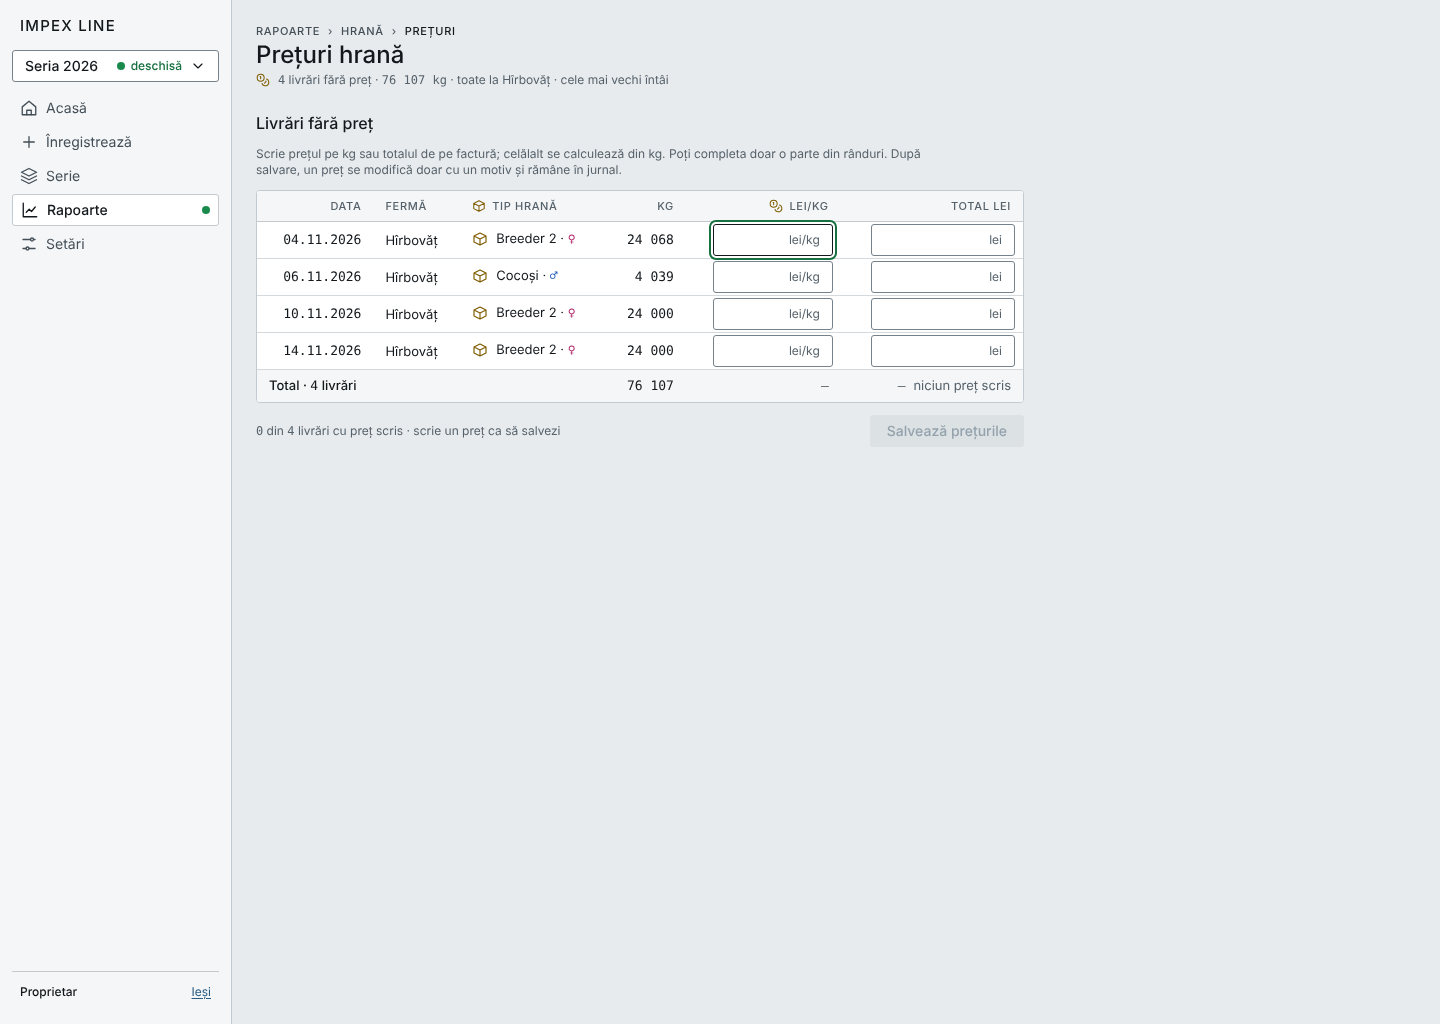 IMPEX LINE
Seria 2026 deschisă
Acasă
Înregistrează
Serie
Rapoarte
Setări
Proprietar Ieși
RAPOARTE › HRANĂ › PREȚURI
Prețuri hrană
4 livrări fără preț · 76 107 kg · toate la Hîrbovăț · cele mai vechi întâi
Livrări fără preț
Scrie prețul pe kg sau totalul de pe factură; celălalt se calculează din kg. Poți completa doar o parte din rânduri. După
salvare, un preț se modifică doar cu un motiv și rămâne în jurnal.
DATA FERMĂ TIP HRANĂ KG LEI/KG TOTAL LEI
04.11.2026 Hîrbovăț Breeder 2 · ♀ 24 068 lei/kg lei
06.11.2026 Hîrbovăț Cocoși · ♂ 4 039 lei/kg lei
10.11.2026 Hîrbovăț Breeder 2 · ♀ 24 000 lei/kg lei
14.11.2026 Hîrbovăț Breeder 2 · ♀ 24 000 lei/kg lei
Total · 4 livrări 76 107 — — niciun preț scris
0 din 4 livrări cu preț scris · scrie un preț ca să salvezi Salvează prețurile